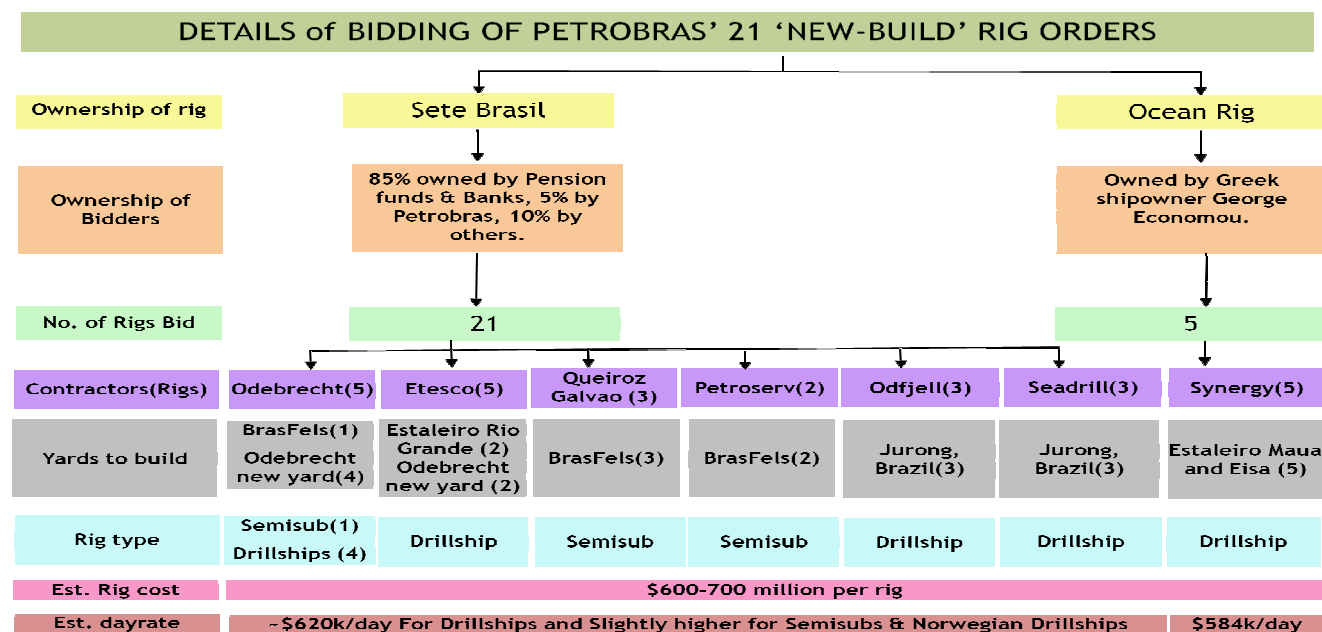 DETAILS of BIDDING OF PETROBRAS’ 21 ‘NEW-BUILD’ RIG ORDERS
Ownership of rig
Sete Brasil
Ocean Rig
Ownership of
Bidders
85% owned by Pension
funds & Banks, 5% by
Petrobras, 10% by
others.
Owned by Greek
shipowner George
Economou.
No. of Rigs Bid
21
5
Contractors(Rigs)
Odebrecht(5)
Etesco(5)
Queiroz
Galvao (3)
Petroserv(2)
Odfjell(3)
Seadrill(3)
Synergy(5)
Yards to build
BrasFels(1)
Odebrecht
new yard(4)
Estaleiro Rio
Grande (2)
Odebrecht
new yard (2)
BrasFels(3)
BrasFels(2)
Jurong,
Brazil(3)
Jurong,
Brazil(3)
Estaleiro Maua
and Eisa (5)
Rig type
Semisub(1)
Drillships (4)
Drillship
Semisub
Semisub
Drillship
Drillship
Drillship
Est. Rig cost
$600-700 million per rig
Est. dayrate
~$620k/day For Drillships and Slightly higher for Semisubs & Norwegian Drillships
$584k/day